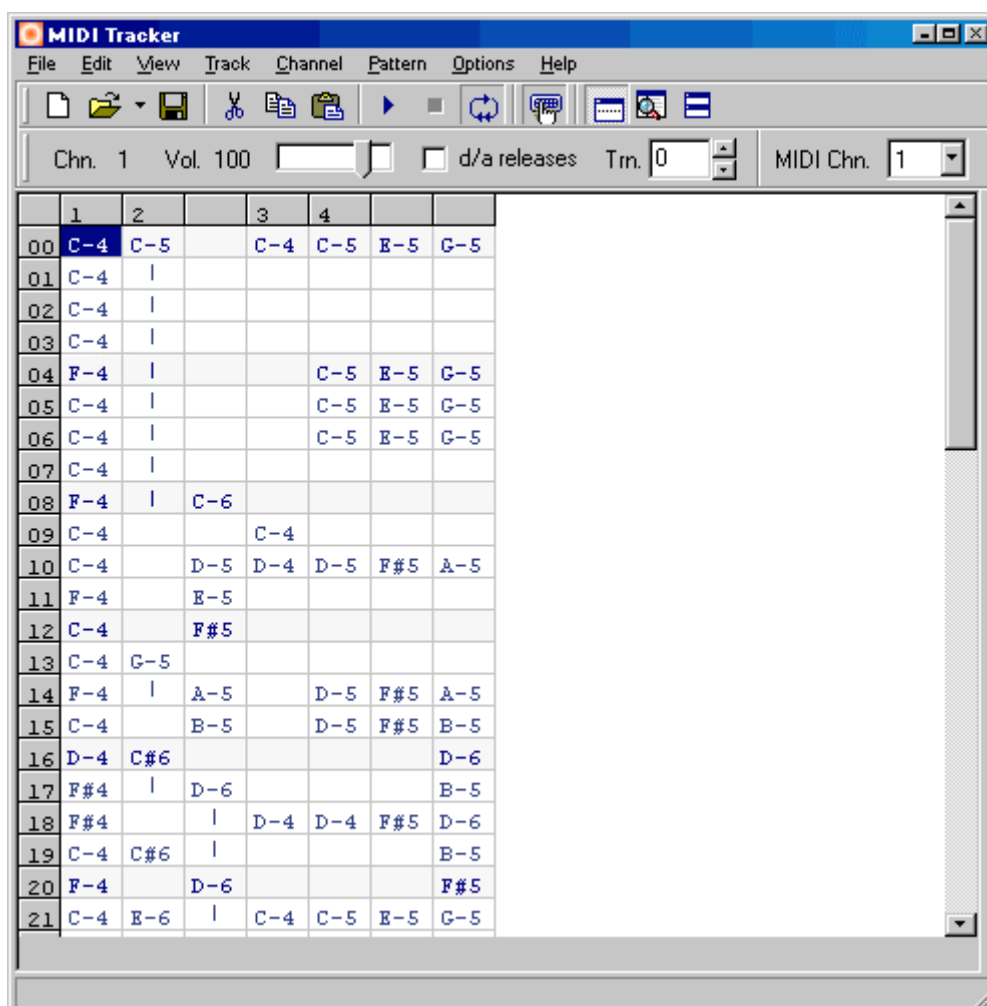 MIDI Tracker
File Edit View Track Channel Pattern Options Help
Chn. 1 Vol. 100 d/a releases Trn. 0 MIDI Chn. 1
1 2 3 4
00 C-4 C-5 C-4 C-5 E-5 G-5
01 C-4 |
02 C-4 |
03 C-4 |
04 F-4 | C-5 E-5 G-5
05 C-4 | C-5 E-5 G-5
06 C-4 | C-5 E-5 G-5
07 C-4 |
08 F-4 | C-6
09 C-4 C-4
10 C-4 D-5 D-4 D-5 F#5 A-5
11 F-4 E-5
12 C-4 F#5
13 C-4 G-5
14 F-4 | A-5 D-5 F#5 A-5
15 C-4 B-5 D-5 F#5 B-5
16 D-4 C#6 D-6
17 F#4 | D-6 B-5
18 F#4 | D-4 D-4 F#5 D-6
19 C-4 C#6 | B-5
20 F-4 D-6 F#5
21 C-4 E-6 | C-4 C-5 E-5 G-5